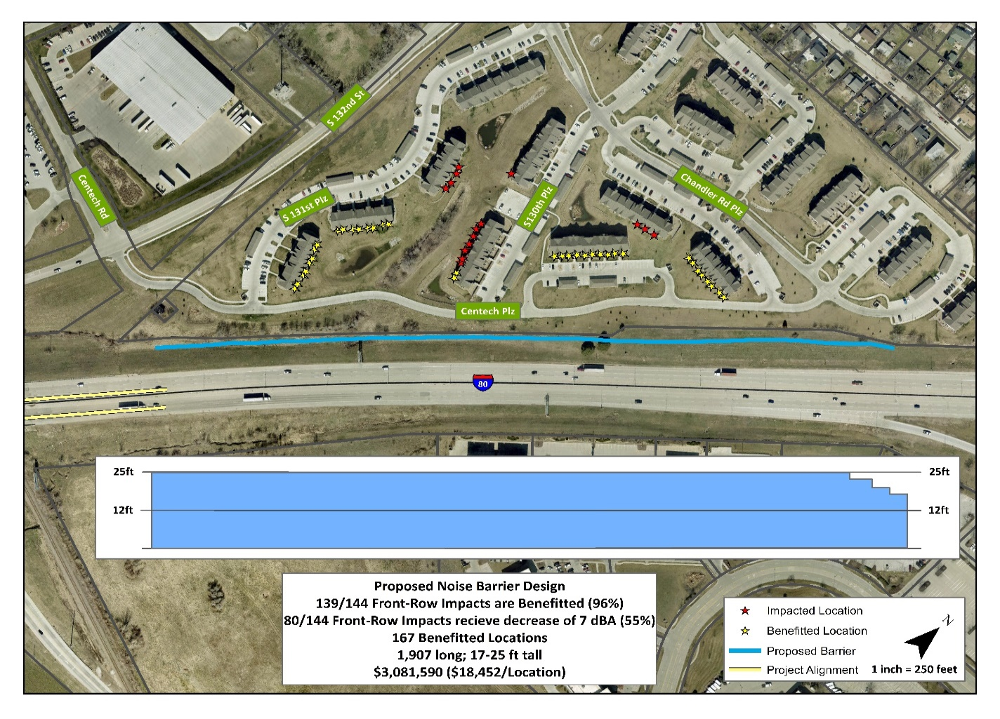 S 132nd St
Centech Rd
S 131st Plz
S130th Plz
Chandler Rd Plz
Centech Plz
80
25ft
25ft
12ft
12ft
Proposed Noise Barrier Design
139/144 Front-Row Impacts are Benefitted (96%)
80/144 Front-Row Impacts recieve decrease of 7 dBA (55%)
167 Benefitted Locations
1,907 long; 17-25 ft tall
$3,081,590 ($18,452/Location)
Impacted Location
Benefitted Location
Proposed Barrier
Project Alignment
N
1 inch = 250 feet